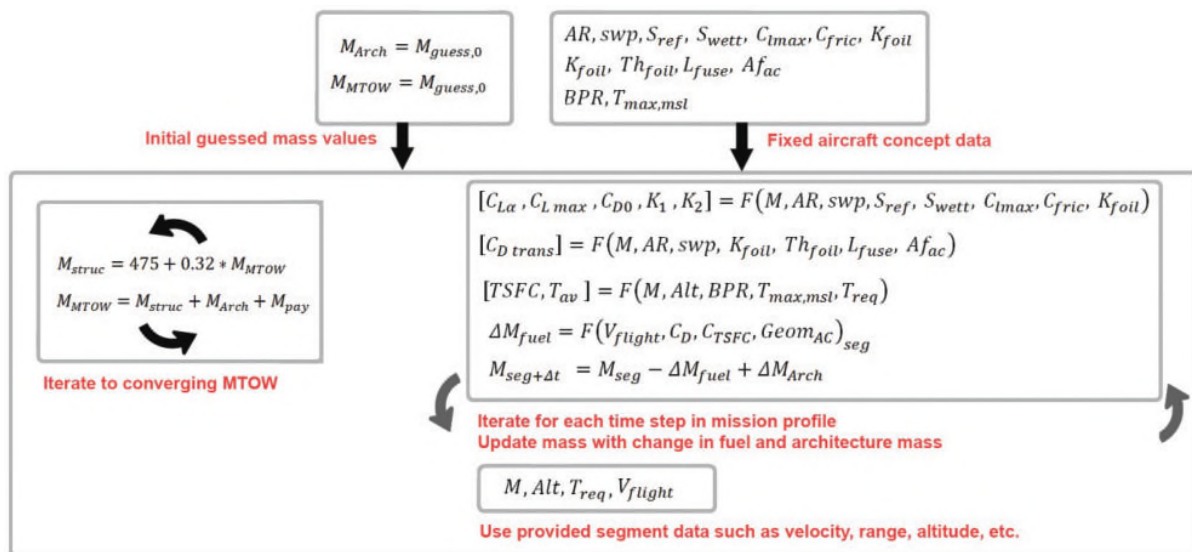 M_Arch = M_guess,0
M_MTOW = M_guess,0
Initial guessed mass values
AR, swp, S_ref, S_wett, C_lmax, C_fric, K_foil
K_foil, Th_foil, L_fuse, Af_ac
BPR, T_max,msl
Fixed aircraft concept data
M_struc = 475 + 0.32 * M_MTOW
M_MTOW = M_struc + M_Arch + M_pay
Iterate to converging MTOW
[C_Lα, C_L max, C_D0, K_1, K_2] = F(M, AR, swp, S_ref, S_wett, C_lmax, C_fric, K_foil)
[C_D trans] = F(M, AR, swp, K_foil, Th_foil, L_fuse, Af_ac)
[TSFC, T_av] = F(M, Alt, BPR, T_max,msl, T_req)
ΔM_fuel = F(V_flight, C_D, C_TSFC, Geom_AC)_seg
M_seg+Δt = M_seg − ΔM_fuel + ΔM_Arch
Iterate for each time step in mission profile
Update mass with change in fuel and architecture mass
M, Alt, T_req, V_flight
Use provided segment data such as velocity, range, altitude, etc.